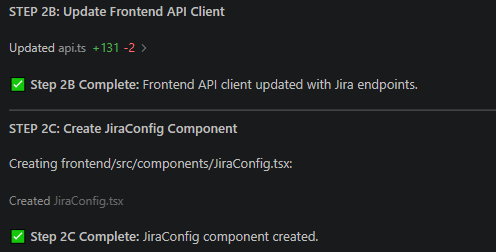 STEP 2B: Update Frontend API Client
Updated api.ts +131 -2 >
✅ Step 2B Complete: Frontend API client updated with Jira endpoints.
STEP 2C: Create JiraConfig Component
Creating frontend/src/components/JiraConfig.tsx:
Created JiraConfig.tsx
✅ Step 2C Complete: JiraConfig component created.